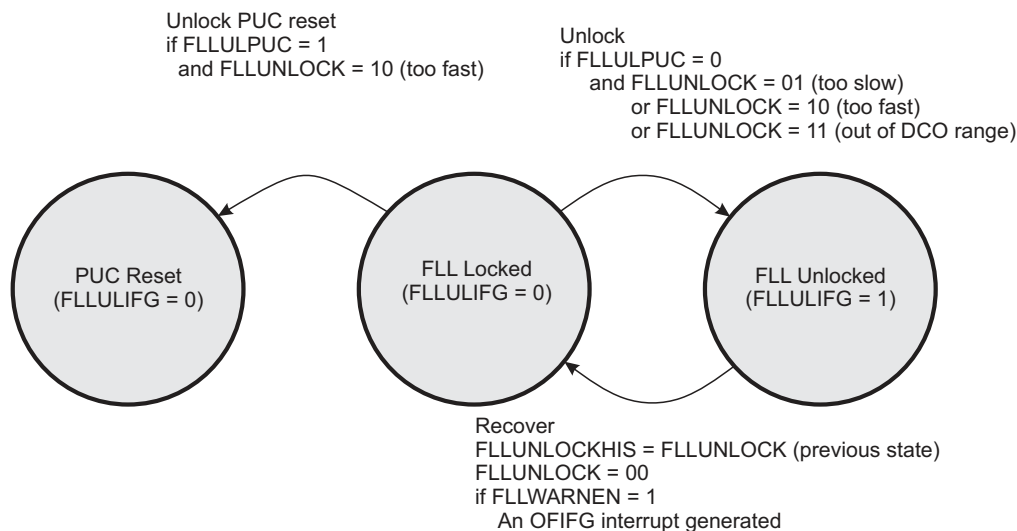 Unlock PUC reset
if FLLULPUC = 1
and FLLUNLOCK = 10 (too fast)
Unlock
if FLLULPUC = 0
and FLLUNLOCK = 01 (too slow)
or FLLUNLOCK = 10 (too fast)
or FLLUNLOCK = 11 (out of DCO range)
PUC Reset
(FLLULIFG = 0)
FLL Locked
(FLLULIFG = 0)
FLL Unlocked
(FLLULIFG = 1)
Recover
FLLUNLOCKHIS = FLLUNLOCK (previous state)
FLLUNLOCK = 00
if FLLWARNEN = 1
An OFIFG interrupt generated